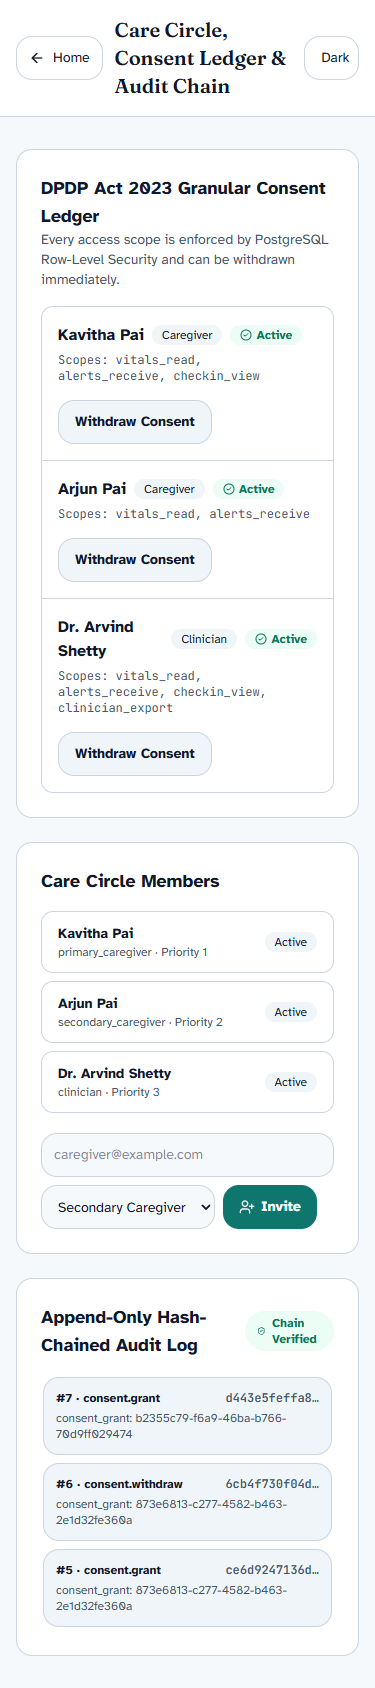 Home
Care Circle,
Consent Ledger &
Audit Chain
Dark
DPDP Act 2023 Granular Consent
Ledger
Every access scope is enforced by PostgreSQL
Row-Level Security and can be withdrawn
immediately.
Kavitha Pai Caregiver Active
Scopes: vitals_read,
alerts_receive, checkin_view
Withdraw Consent
Arjun Pai Caregiver Active
Scopes: vitals_read, alerts_receive
Withdraw Consent
Dr. Arvind
Shetty
Clinician Active
Scopes: vitals_read,
alerts_receive, checkin_view,
clinician_export
Withdraw Consent
Care Circle Members
Kavitha Pai
primary_caregiver · Priority 1
Active
Arjun Pai
secondary_caregiver · Priority 2
Active
Dr. Arvind Shetty
clinician · Priority 3
Active
caregiver@example.com
Secondary Caregiver Invite
Append-Only Hash-
Chained Audit Log
Chain
Verified
#7 · consent.grant d443e5feffa8…
consent_grant: b2355c79-f6a9-46ba-b766-
70d9ff029474
#6 · consent.withdraw 6cb4f730f04d…
consent_grant: 873e6813-c277-4582-b463-
2e1d32fe360a
#5 · consent.grant ce6d9247136d…
consent_grant: 873e6813-c277-4582-b463-
2e1d32fe360a